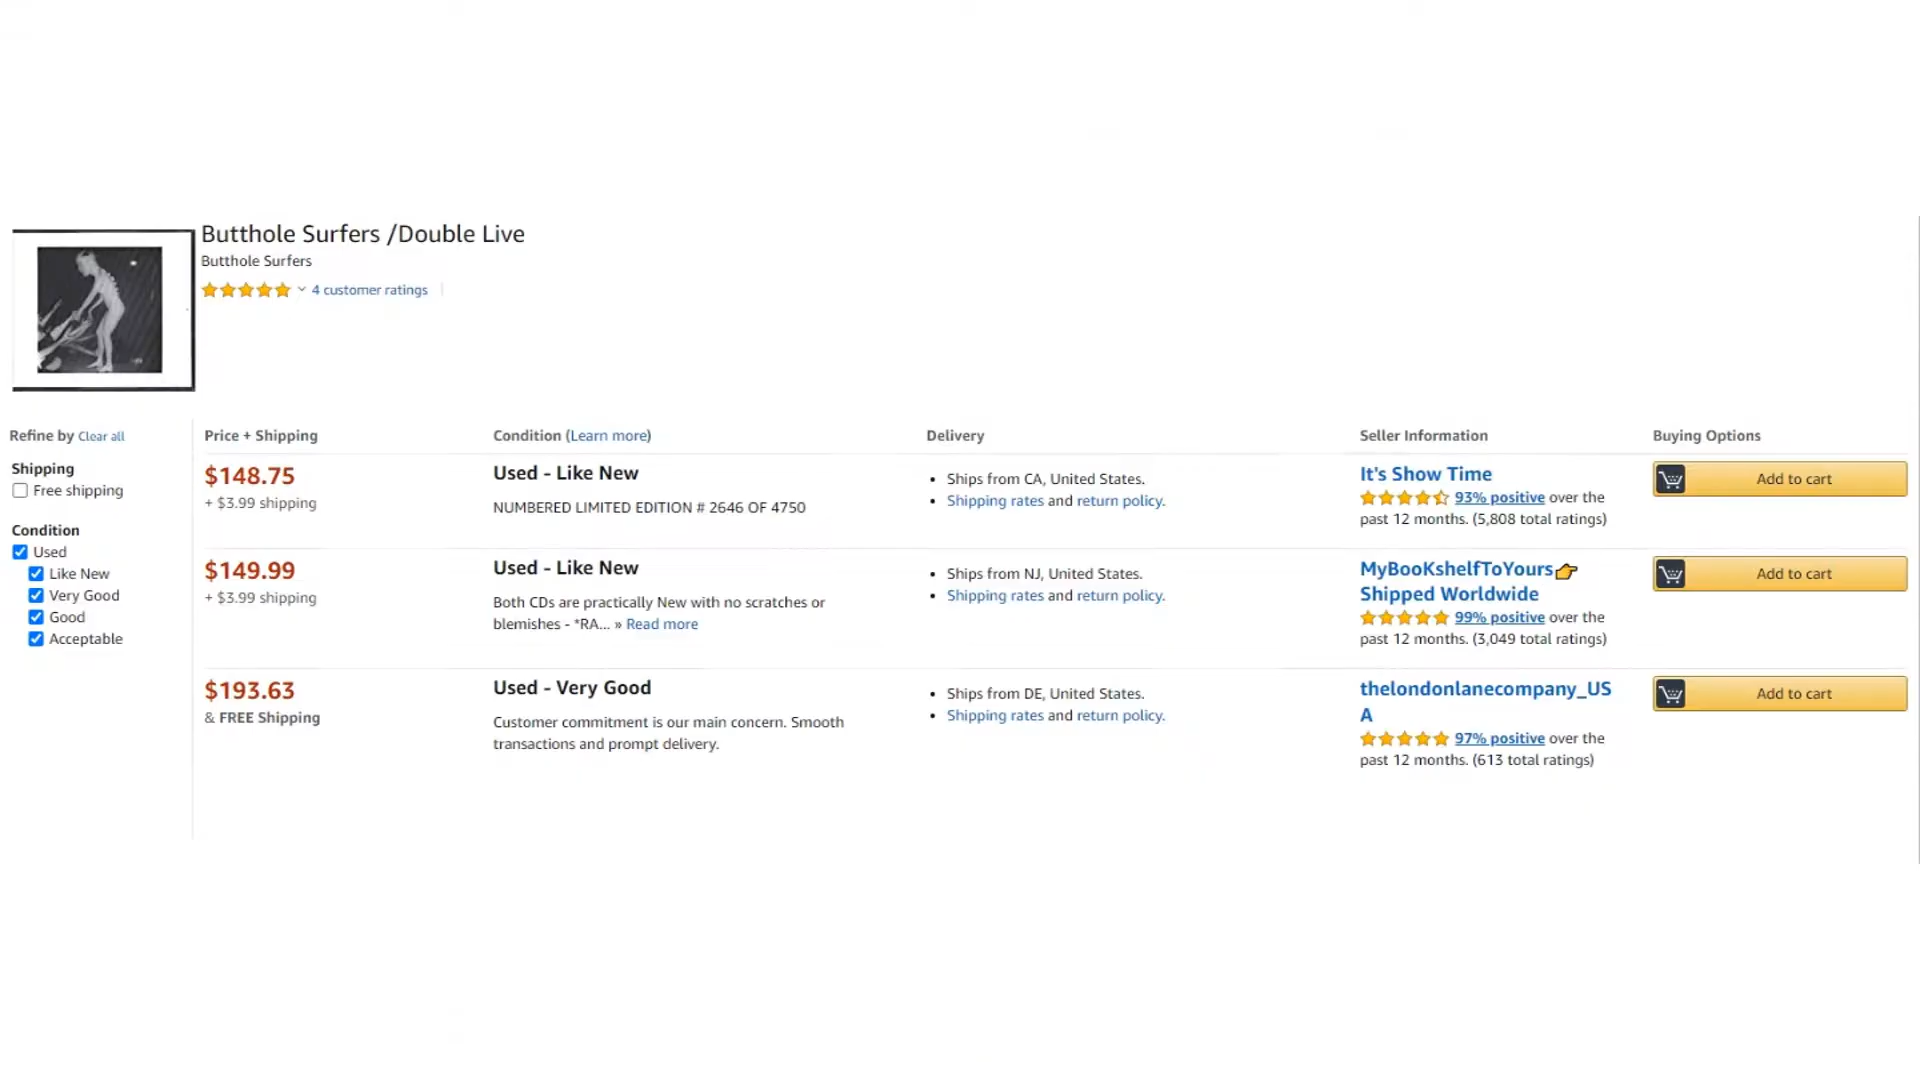 Butthole Surfers /Double Live
Butthole Surfers
4 customer ratings
Refine by Clear all
Shipping
Free shipping
Condition
Used
Like New
Very Good
Good
Acceptable
Price + Shipping
Condition (Learn more)
Delivery
Seller Information
Buying Options
$148.75
+ $3.99 shipping
Used - Like New
NUMBERED LIMITED EDITION # 2646 OF 4750
• Ships from CA, United States.
• Shipping rates and return policy.
It's Show Time
93% positive over the
past 12 months. (5,808 total ratings)
Add to cart
$149.99
+ $3.99 shipping
Used - Like New
Both CDs are practically New with no scratches or
blemishes - *RA... » Read more
• Ships from NJ, United States.
• Shipping rates and return policy.
MyBooKshelfToYours👉
Shipped Worldwide
99% positive over the
past 12 months. (3,049 total ratings)
Add to cart
$193.63
& FREE Shipping
Used - Very Good
Customer commitment is our main concern. Smooth
transactions and prompt delivery.
• Ships from DE, United States.
• Shipping rates and return policy.
thelondonlanecompany_US
A
97% positive over the
past 12 months. (613 total ratings)
Add to cart